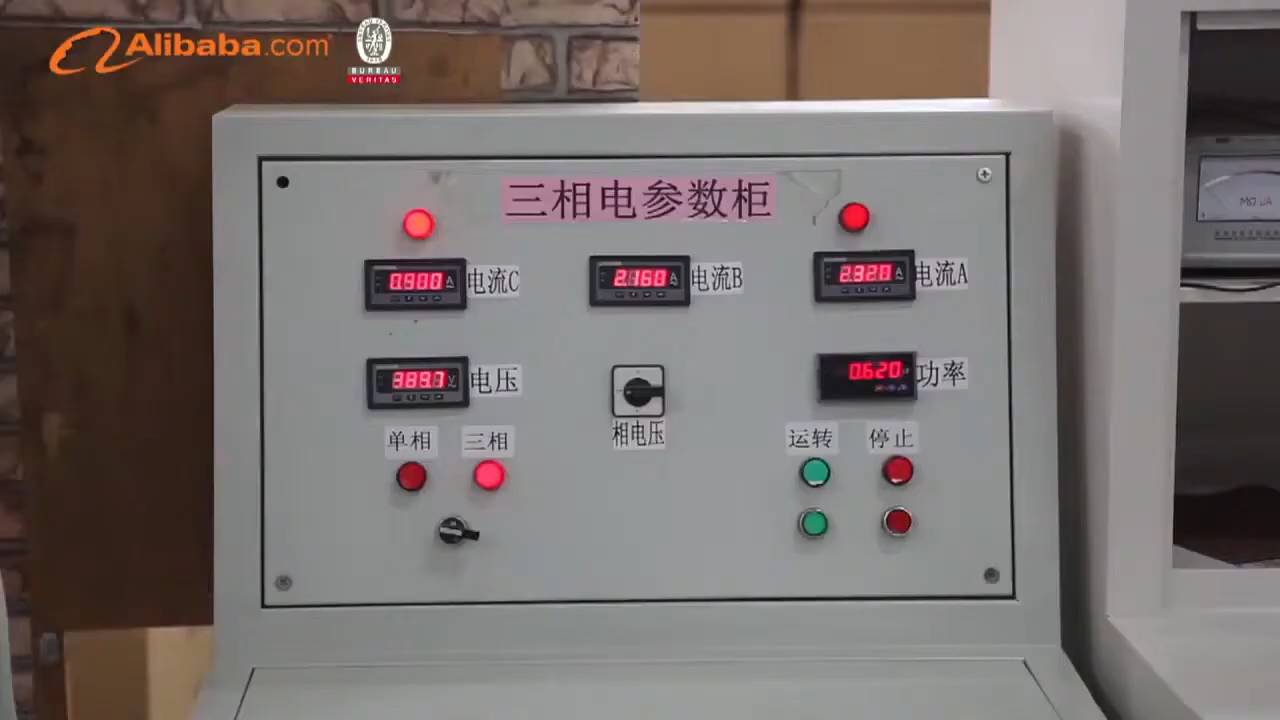 Alibaba.com
BUREAU
VERITAS
三相电参数柜
0.900 A 电流C
2.160 A 电流B
2.320 A 电流A
389.7 V 电压
0.620 功率
相电压
单相 三相
运转 停止
MΩ μA